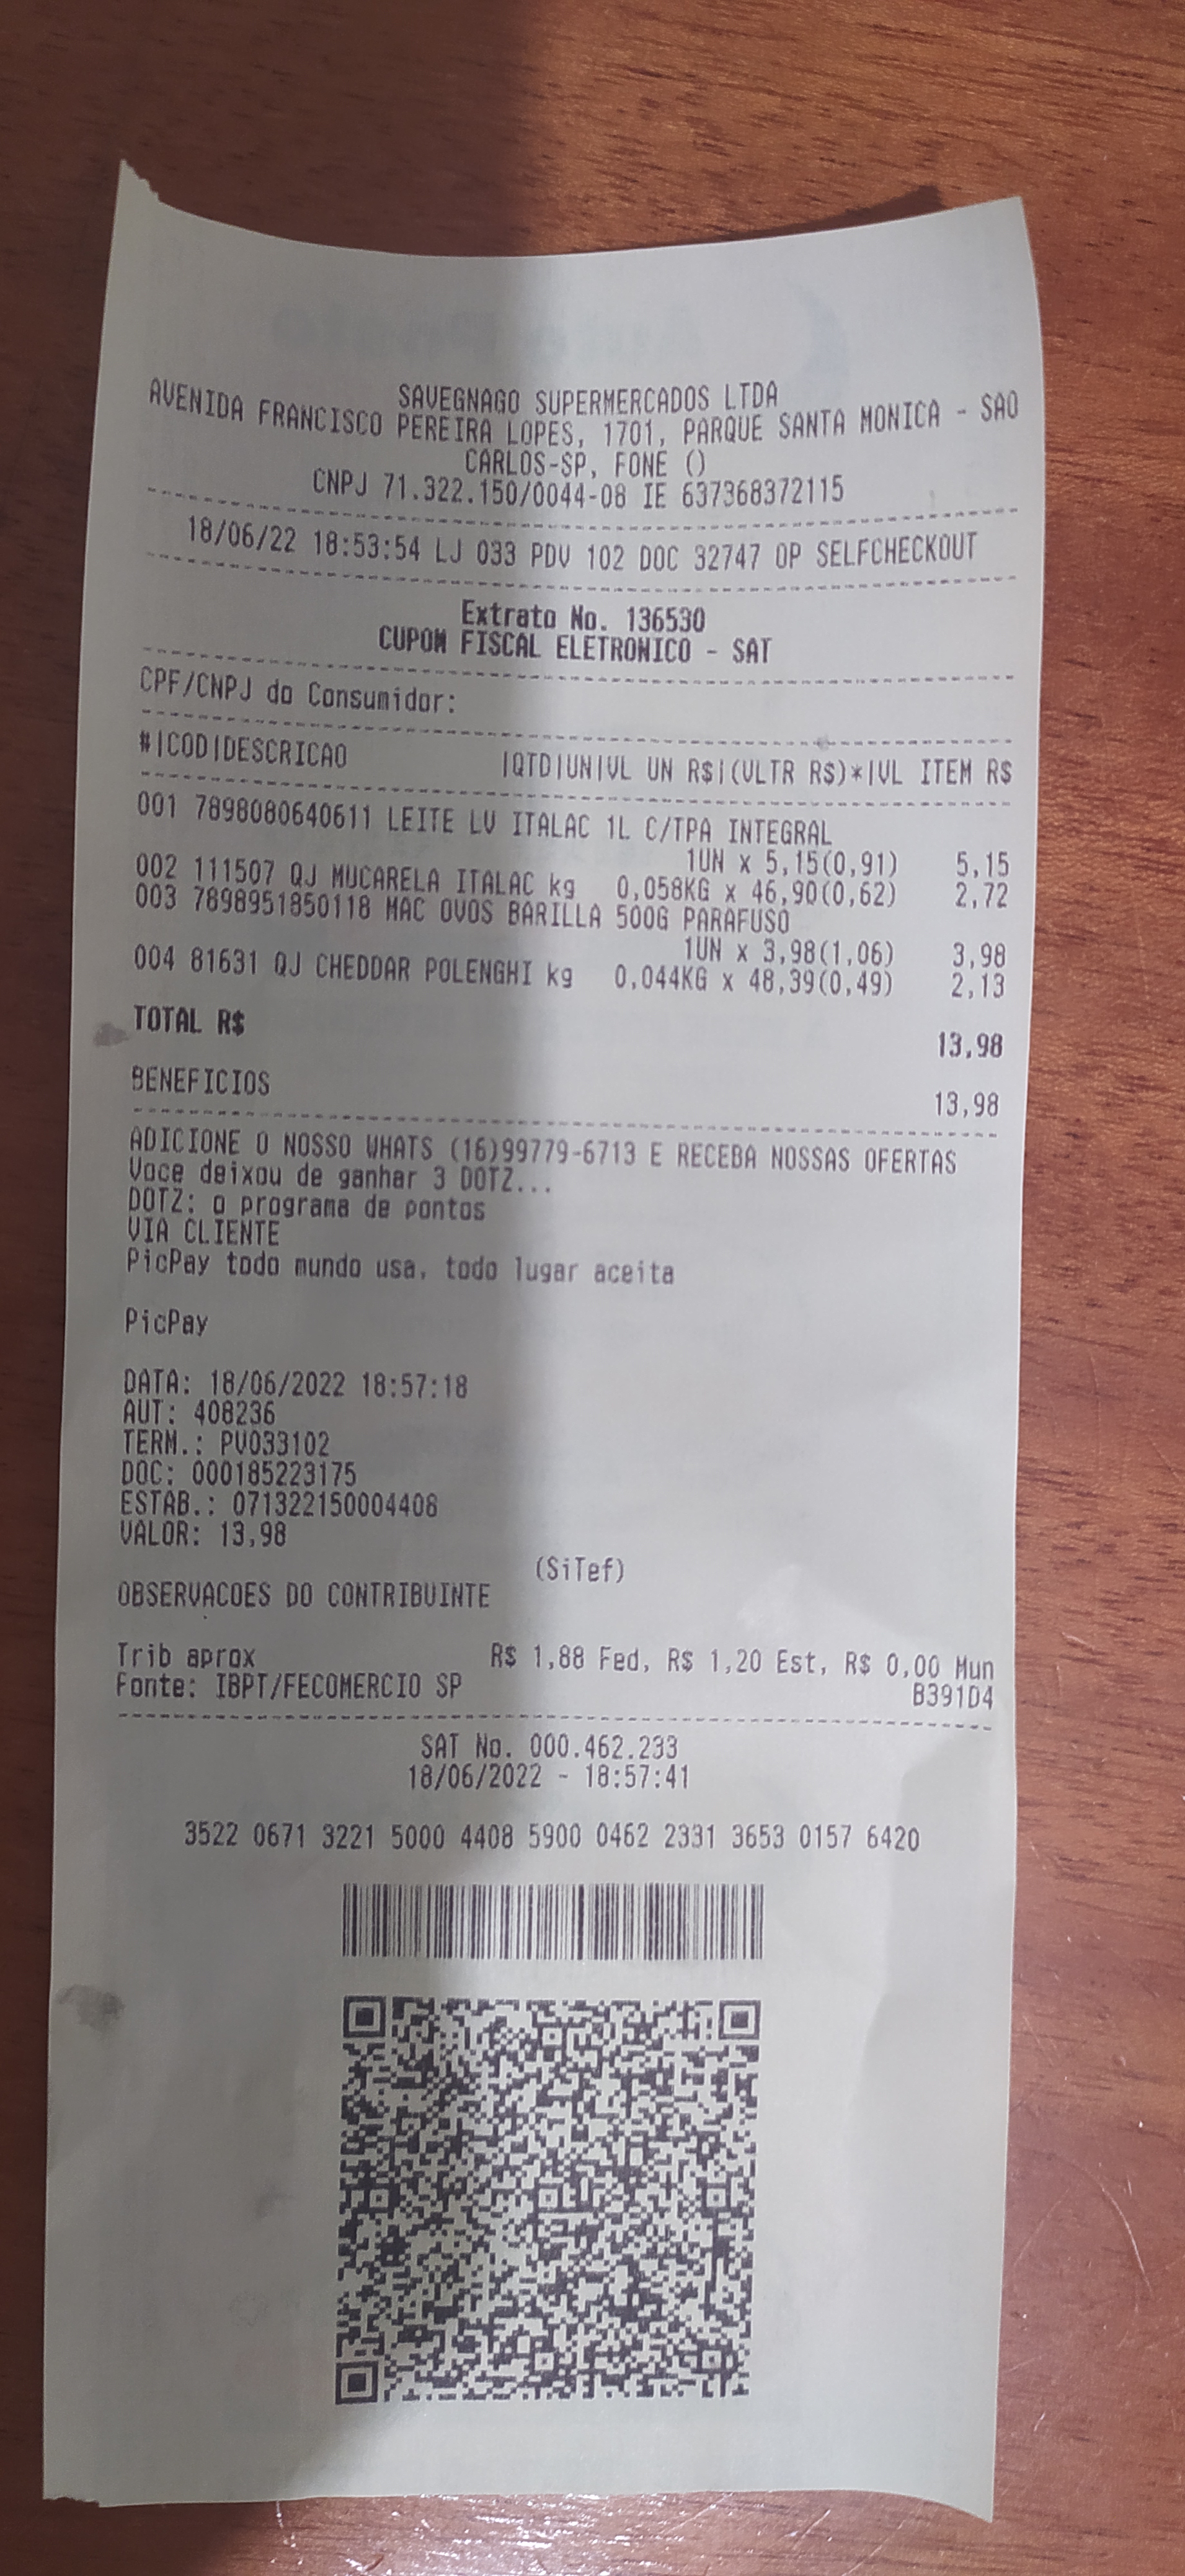 SAVEGNAGO SUPERMERCADOS LTDA
AVENIDA FRANCISCO PEREIRA LOPES, 1701, PARQUE SANTA MONICA - SAO
CARLOS-SP, FONE ()
CNPJ 71.322.150/0044-08 IE 637368372115
18/06/22 18:53:54 LJ 033 PDV 102 DOC 32747 OP SELFCHECKOUT
Extrato No. 136530
CUPOM FISCAL ELETRONICO - SAT
CPF/CNPJ do Consumidor:
#|COD|DESCRICAO |QTD|UN|VL UN R$|(VLTR R$)*|VL ITEM R$
001 7898080640611 LEITE LV ITALAC 1L C/TPA INTEGRAL
1UN x 5,15(0,91) 5,15
002 111507 QJ MUCARELA ITALAC kg 0,058KG x 46,90(0,62) 2,72
003 7898951850118 MAC OVOS BARILLA 500G PARAFUSO
1UN x 3,98(1,06) 3,98
004 81631 QJ CHEDDAR POLENGHI kg 0,044KG x 48,39(0,49) 2,13
TOTAL R$ 13,98
BENEFICIOS 13,98
ADICIONE O NOSSO WHATS (16)99779-6713 E RECEBA NOSSAS OFERTAS
Voce deixou de ganhar 3 DOTZ...
DOTZ: o programa de pontos
VIA CLIENTE
PicPay todo mundo usa, todo lugar aceita
PicPay
DATA: 18/06/2022 18:57:18
AUT: 408236
TERM.: PV033102
DOC: 000185223175
ESTAB.: 071322150004408
VALOR: 13,98
(SiTef)
OBSERVACOES DO CONTRIBUINTE
Trib aprox R$ 1,88 Fed, R$ 1,20 Est, R$ 0,00 Mun
Fonte: IBPT/FECOMERCIO SP B391D4
SAT No. 000.462.233
18/06/2022 - 18:57:41
3522 0671 3221 5000 4408 5900 0462 2331 3653 0157 6420